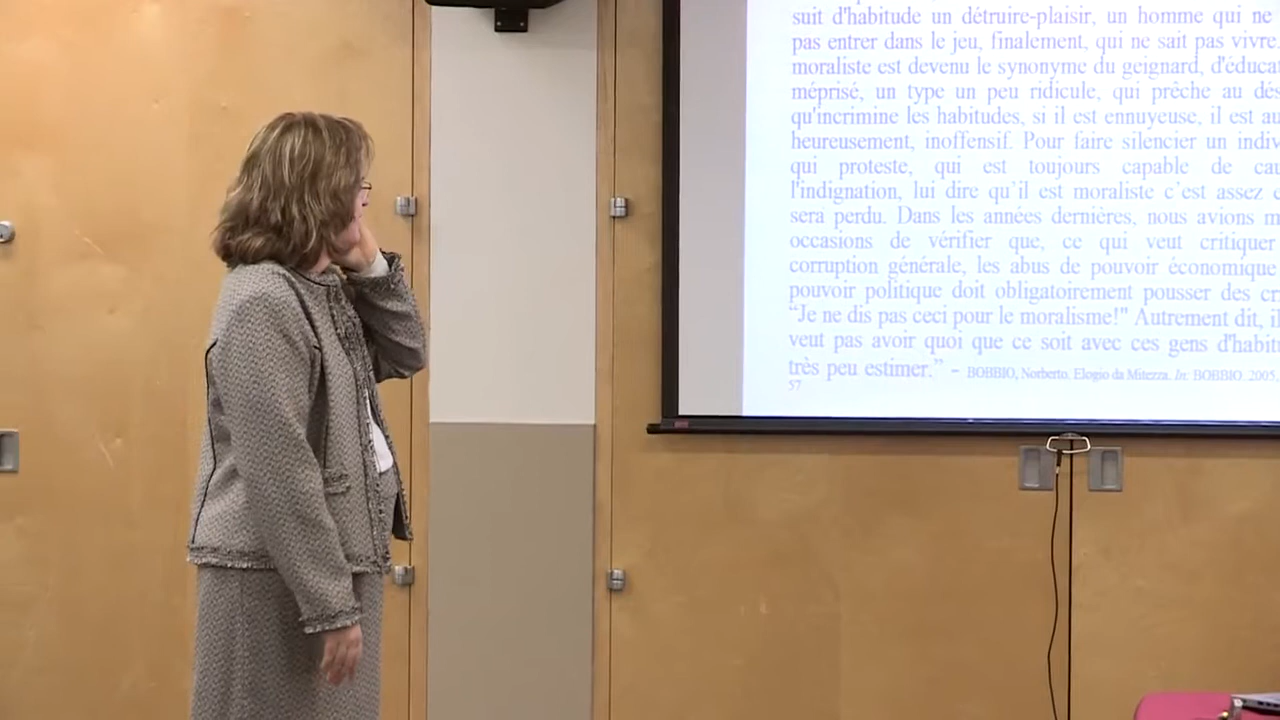 suit d'habitude un détruire-plaisir, un homme qui ne
pas entrer dans le jeu, finalement, qui ne sait pas vivre.
moraliste est devenu le synonyme du geignard, d'éduca
méprisé, un type un peu ridicule, qui prêche au dés
qu'incrimine les habitudes, si il est ennuyeuse, il est au
heureusement, inoffensif. Pour faire silencier un indiv
qui proteste, qui est toujours capable de cau
l'indignation, lui dire qu'il est moraliste c'est assez
sera perdu. Dans les années dernières, nous avions m
occasions de vérifier que, ce qui veut critiquer
corruption générale, les abus de pouvoir économique
pouvoir politique doit obligatoirement pousser des cr
“Je ne dis pas ceci pour le moralisme!" Autrement dit, il
veut pas avoir quoi que ce soit avec ces gens d'habit
très peu estimer.” – BOBBIO, Norberto, Elogio da Mitezza. In: BOBBIO, 2005,
57